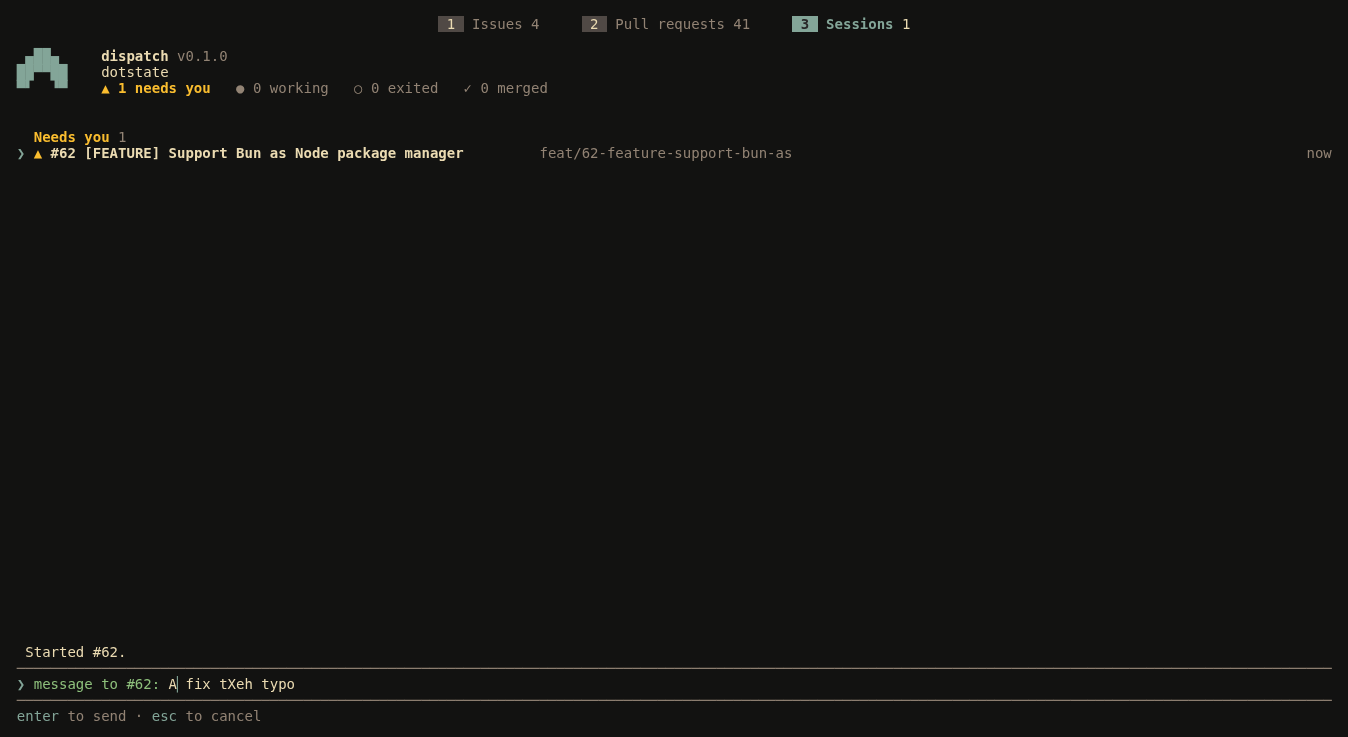 1 Issues 4 2 Pull requests 41 3 Sessions 1
dispatch v0.1.0
dotstate
▲ 1 needs you ● 0 working ○ 0 exited ✓ 0 merged
Needs you 1
❯ ▲ #62 [FEATURE] Support Bun as Node package manager feat/62-feature-support-bun-as now
Started #62.
❯ message to #62: A fix tXeh typo
enter to send · esc to cancel